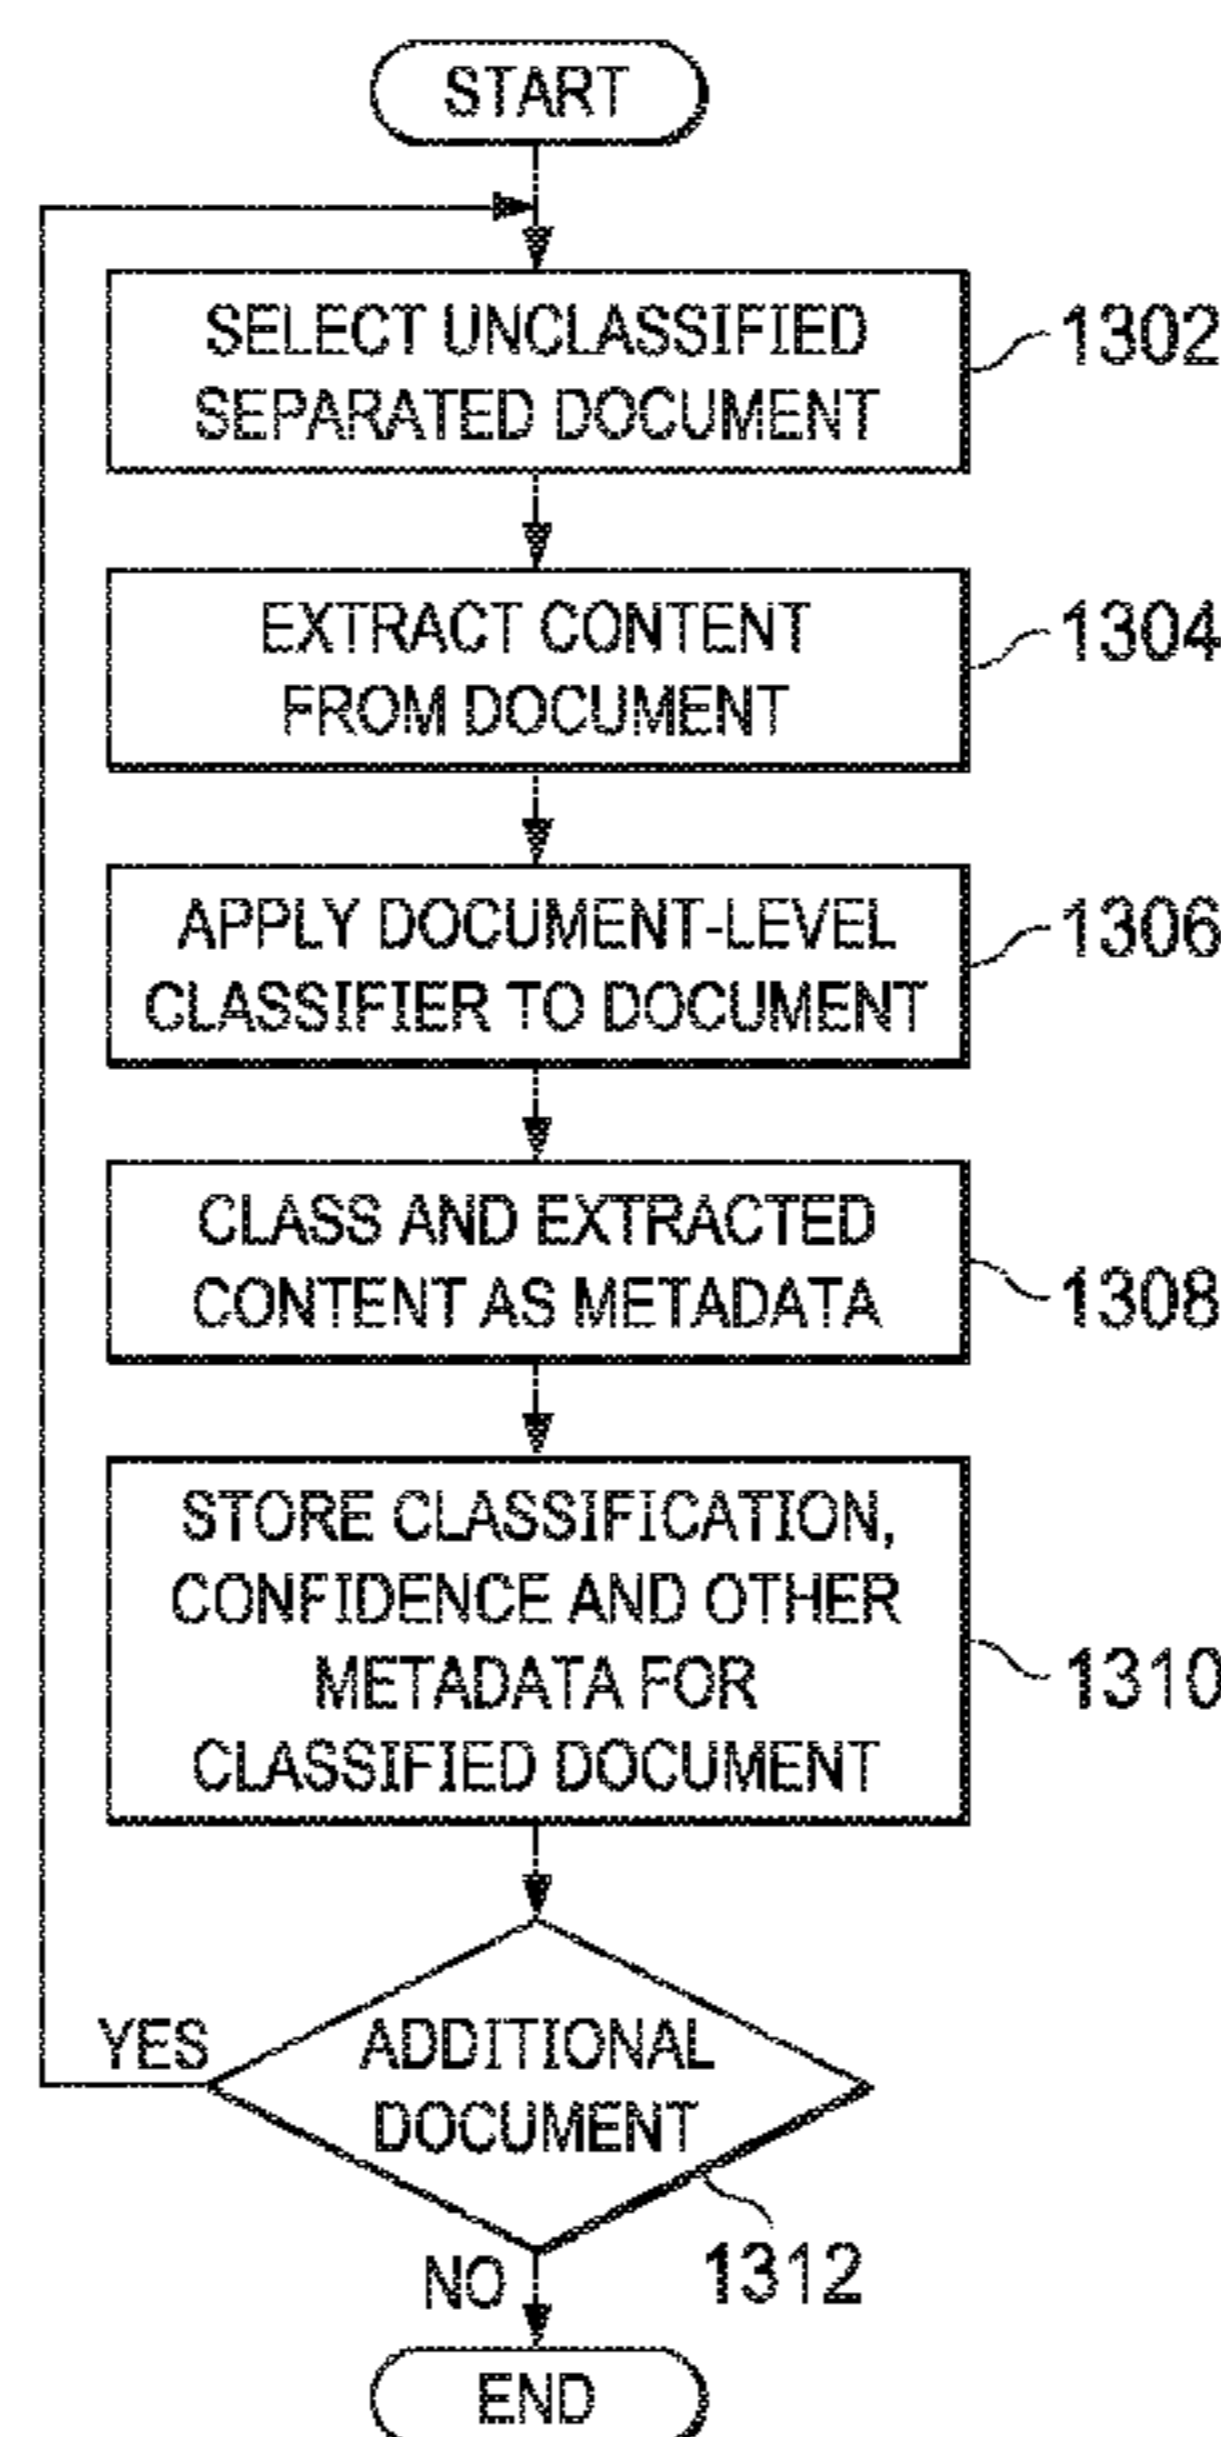 START
SELECT UNCLASSIFIED
SEPARATED DOCUMENT
1302
EXTRACT CONTENT
FROM DOCUMENT
1304
APPLY DOCUMENT-LEVEL
CLASSIFIER TO DOCUMENT
1306
CLASS AND EXTRACTED
CONTENT AS METADATA
1308
STORE CLASSIFICATION,
CONFIDENCE AND OTHER
METADATA FOR
CLASSIFIED DOCUMENT
1310
YES
ADDITIONAL
DOCUMENT
NO
1312
END